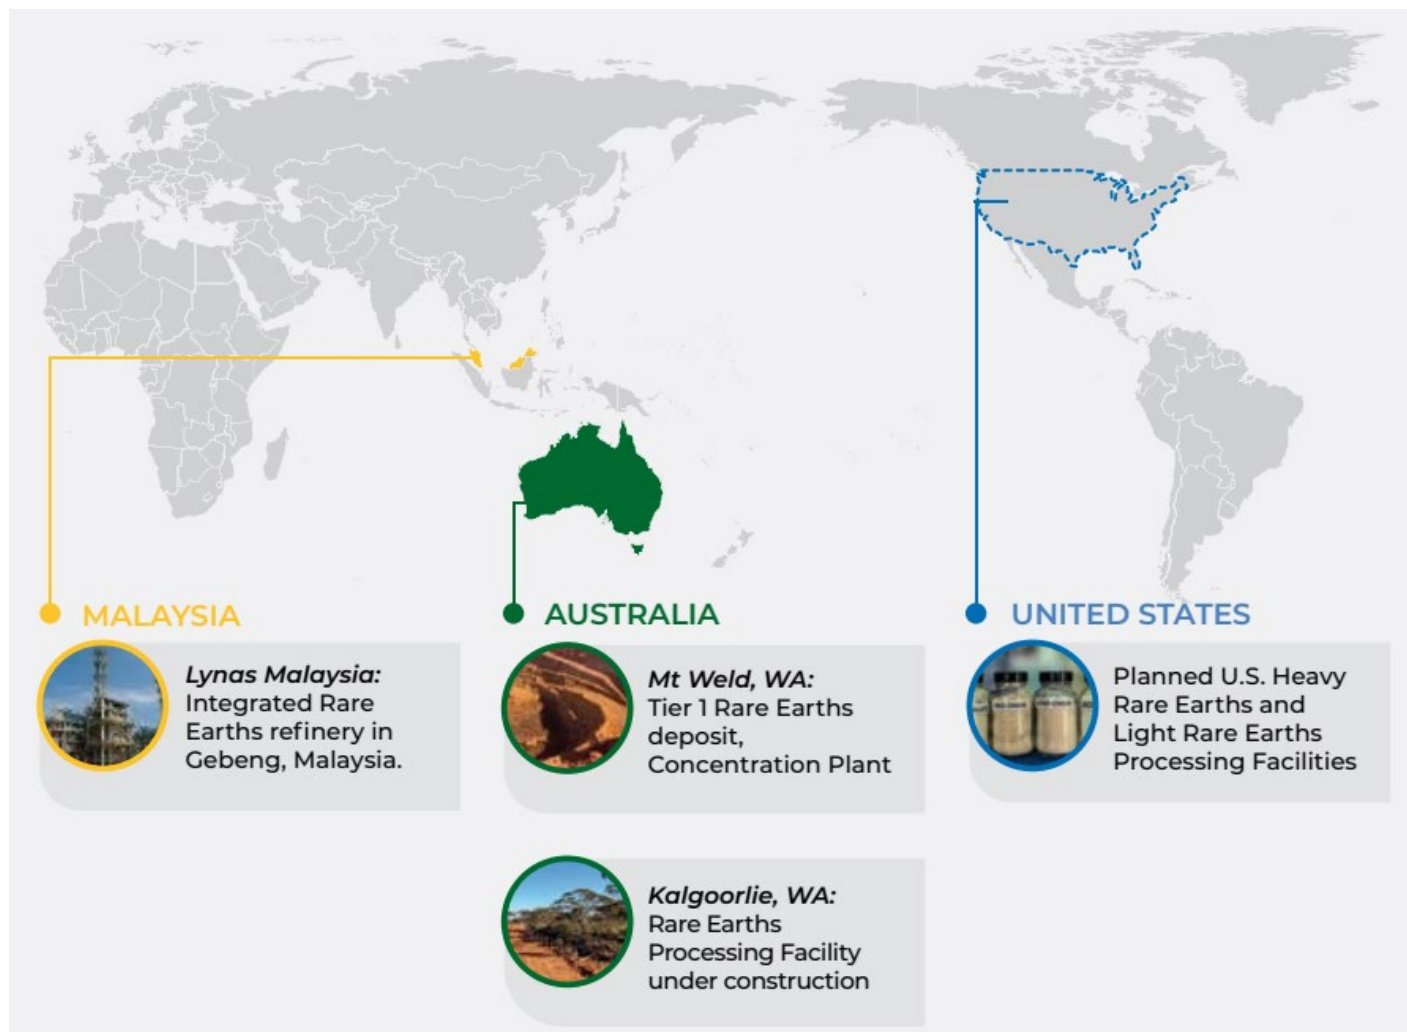 MALAYSIA
Lynas Malaysia:
Integrated Rare
Earths refinery in
Gebeng, Malaysia.
AUSTRALIA
Mt Weld, WA:
Tier 1 Rare Earths
deposit,
Concentration Plant
Kalgoorlie, WA:
Rare Earths
Processing Facility
under construction
UNITED STATES
Planned U.S. Heavy
Rare Earths and
Light Rare Earths
Processing Facilities